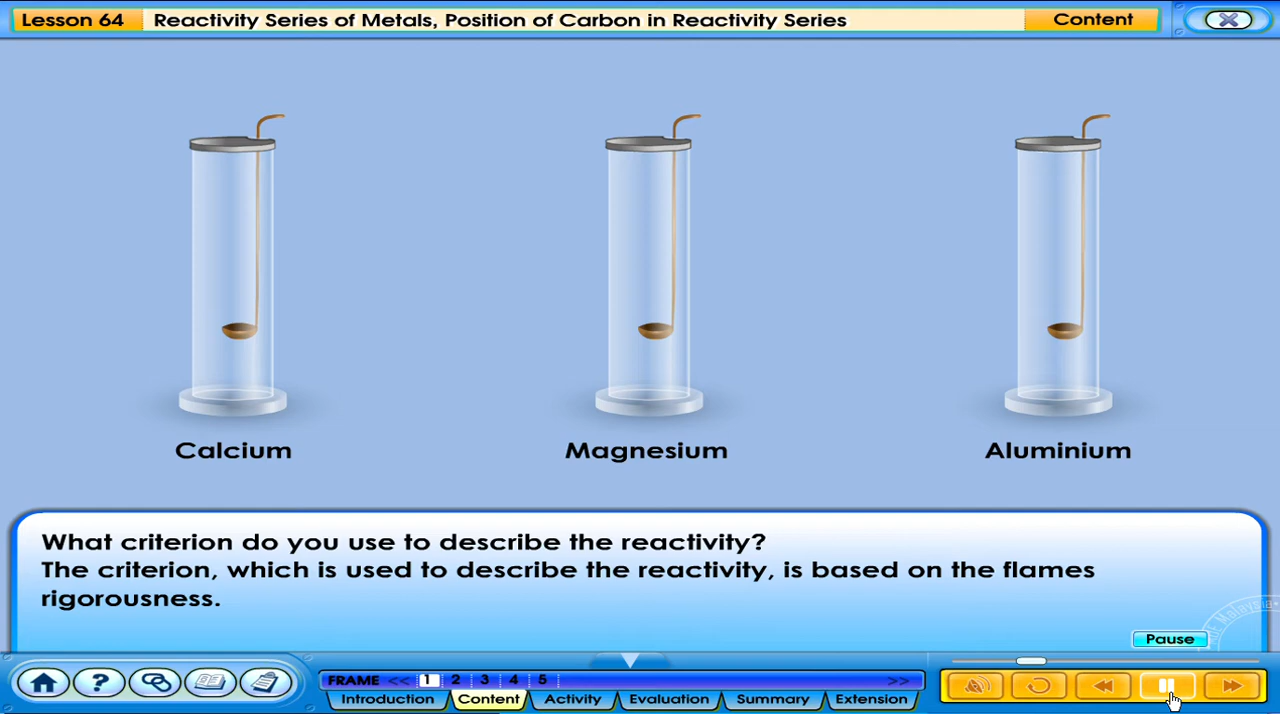 Lesson 64
Reactivity Series of Metals, Position of Carbon in Reactivity Series
Content
Calcium
Magnesium
Aluminium
What criterion do you use to describe the reactivity?
The criterion, which is used to describe the reactivity, is based on the flames
rigorousness.
Malaysia
Pause
FRAME << 1 2 3 4 5 >>
Introduction
Content
Activity
Evaluation
Summary
Extension